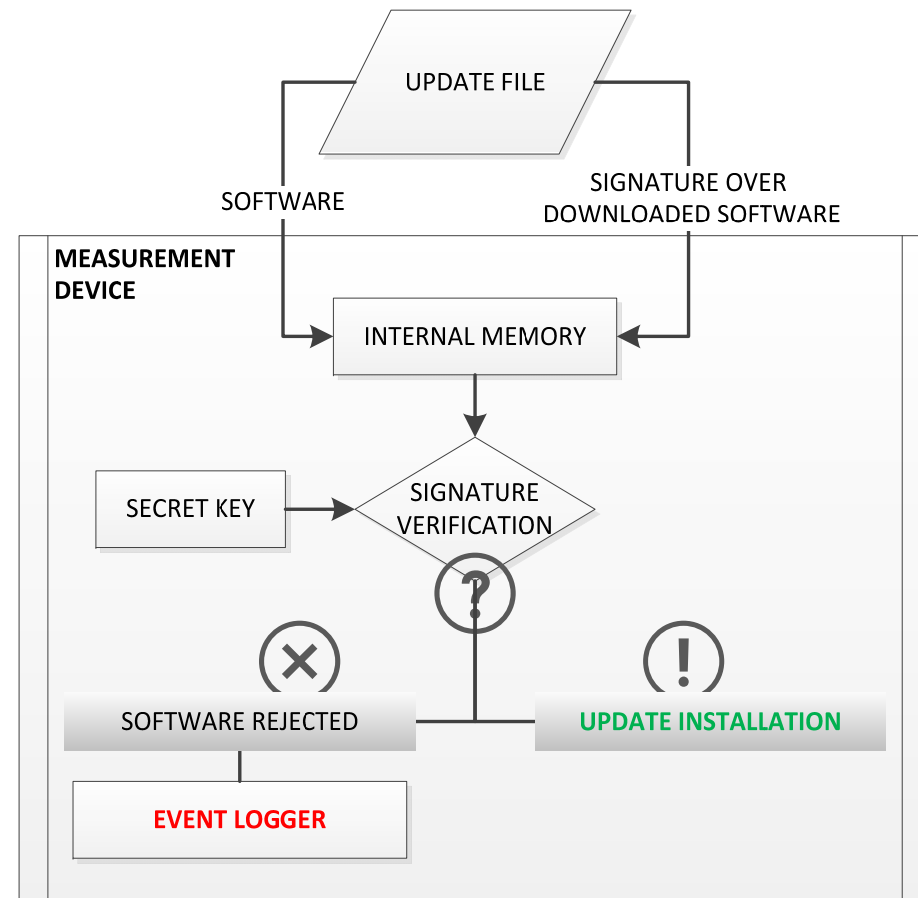 UPDATE FILE
SOFTWARE
SIGNATURE OVER
DOWNLOADED SOFTWARE
MEASUREMENT
DEVICE
INTERNAL MEMORY
SECRET KEY
SIGNATURE
VERIFICATION
?
!
SOFTWARE REJECTED
UPDATE INSTALLATION
EVENT LOGGER